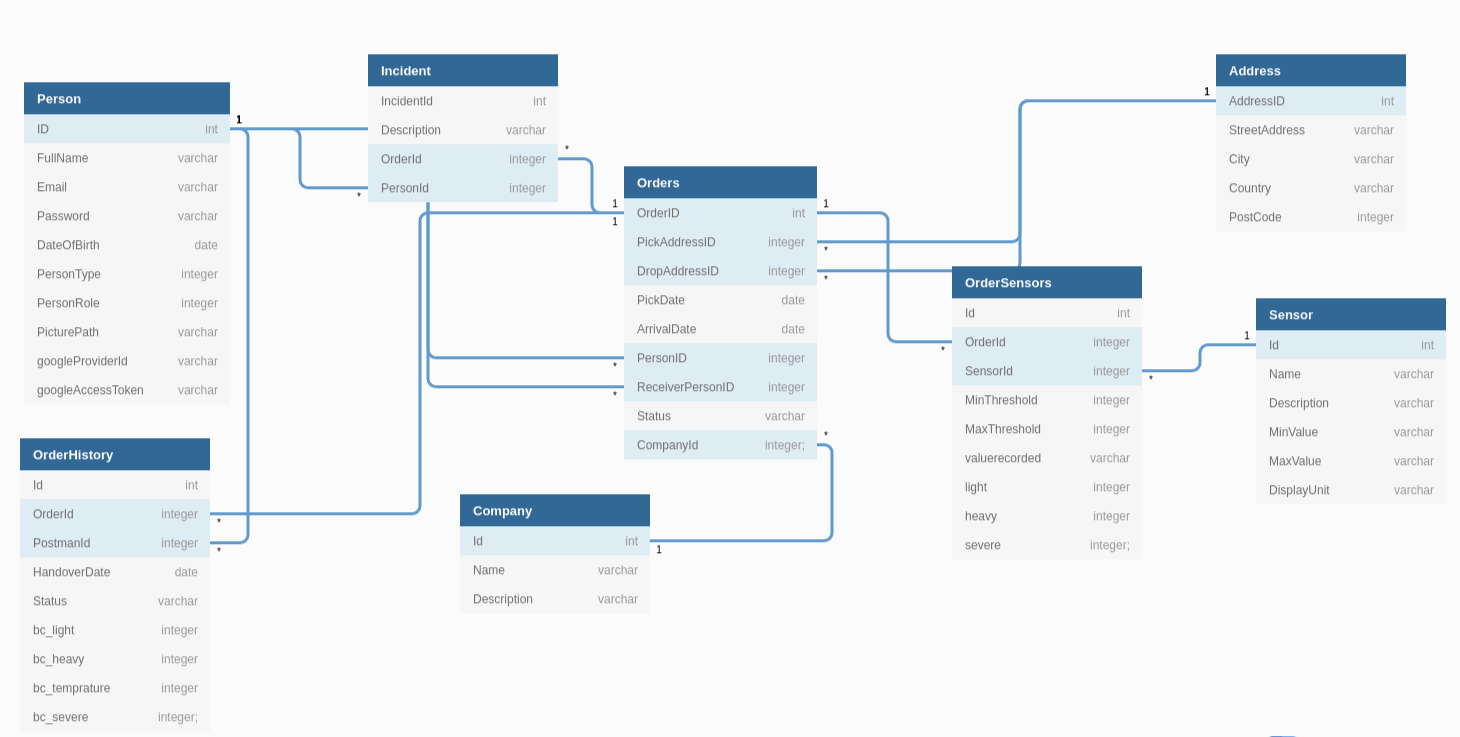 Person
ID int
FullName varchar
Email varchar
Password varchar
DateOfBirth date
PersonType integer
PersonRole integer
PicturePath varchar
googleProviderId varchar
googleAccessToken varchar
1
Incident
IncidentId int
Description varchar
OrderId integer
PersonId integer
*
*
Orders
OrderID int
PickAddressID integer
DropAddressID integer
PickDate date
ArrivalDate date
PersonID integer
ReceiverPersonID integer
Status varchar
CompanyId integer;
1
1
1
*
*
*
*
*
Address
AddressID int
StreetAddress varchar
City varchar
Country varchar
PostCode integer
1
OrderSensors
Id int
OrderId integer
SensorId integer
MinThreshold integer
MaxThreshold integer
valuerecorded varchar
light integer
heavy integer
severe integer;
*
*
Sensor
Id int
Name varchar
Description varchar
MinValue varchar
MaxValue varchar
DisplayUnit varchar
1
OrderHistory
Id int
OrderId integer
PostmanId integer
HandoverDate date
Status varchar
bc_light integer
bc_heavy integer
bc_temprature integer
bc_severe integer;
*
*
Company
Id int
Name varchar
Description varchar
1